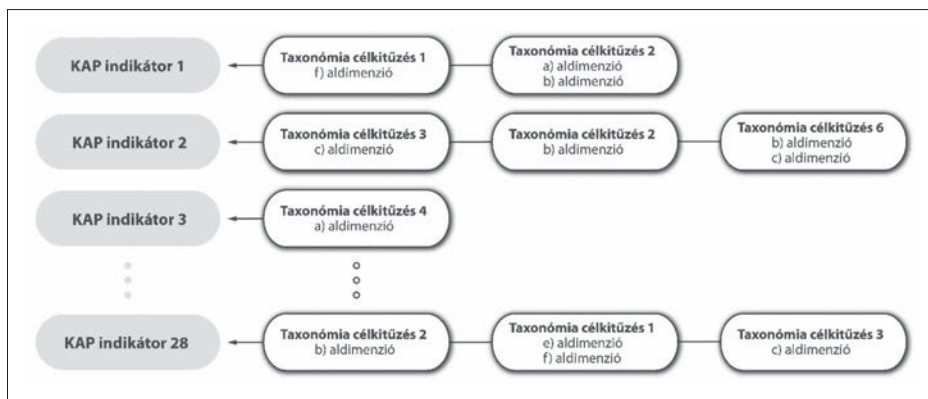 KAP indikátor 1
Taxonómia célkitűzés 1
f) aldimenzió
Taxonómia célkitűzés 2
a) aldimenzió
b) aldimenzió
KAP indikátor 2
Taxonómia célkitűzés 3
c) aldimenzió
Taxonómia célkitűzés 2
b) aldimenzió
Taxonómia célkitűzés 6
b) aldimenzió
c) aldimenzió
KAP indikátor 3
Taxonómia célkitűzés 4
a) aldimenzió
KAP indikátor 28
Taxonómia célkitűzés 2
b) aldimenzió
Taxonómia célkitűzés 1
e) aldimenzió
f) aldimenzió
Taxonómia célkitűzés 3
c) aldimenzió